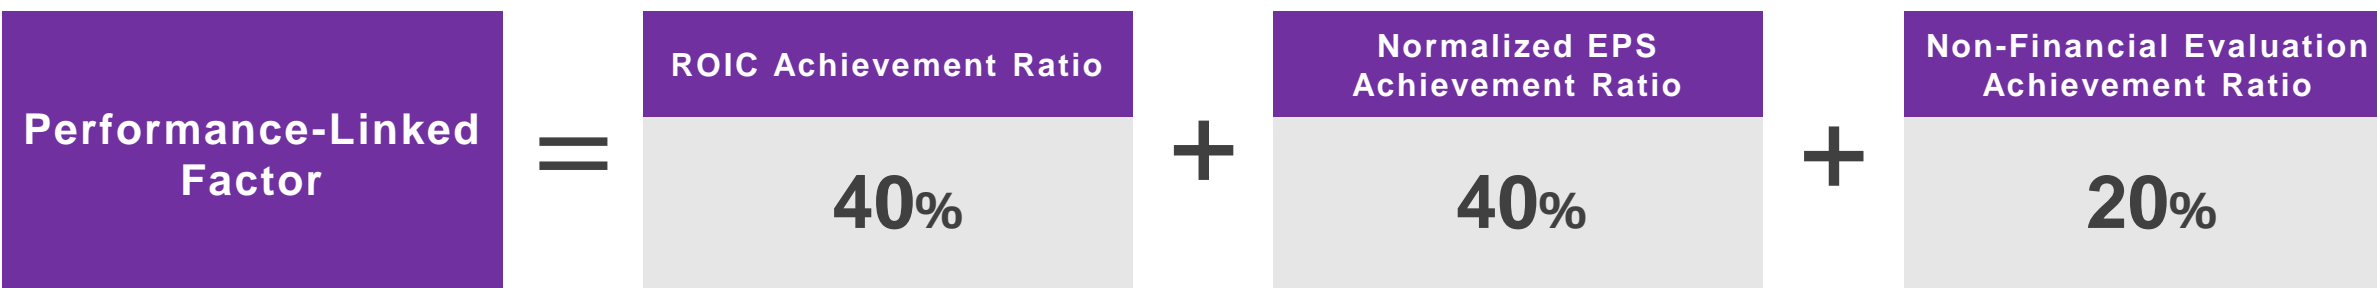 Performance-Linked
Factor
=
ROIC Achievement Ratio
40%
+
Normalized EPS
Achievement Ratio
40%
+
Non-Financial Evaluation
Achievement Ratio
20%